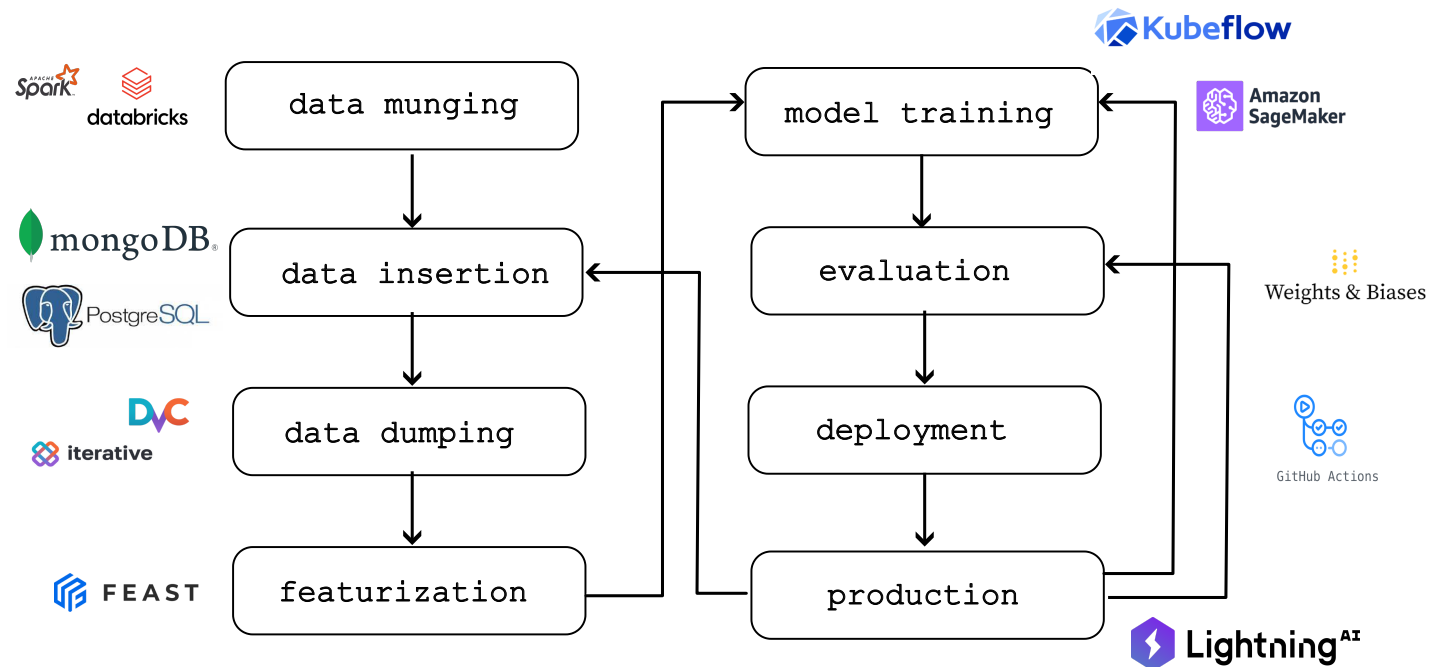 Kubeflow
APACHE
Spark™
databricks
data munging
model training
Amazon
SageMaker
mongoDB®
data insertion
evaluation
Weights & Biases
PostgreSQL
DVC
iterative
data dumping
deployment
GitHub Actions
FEAST
featurization
production
Lightning AI